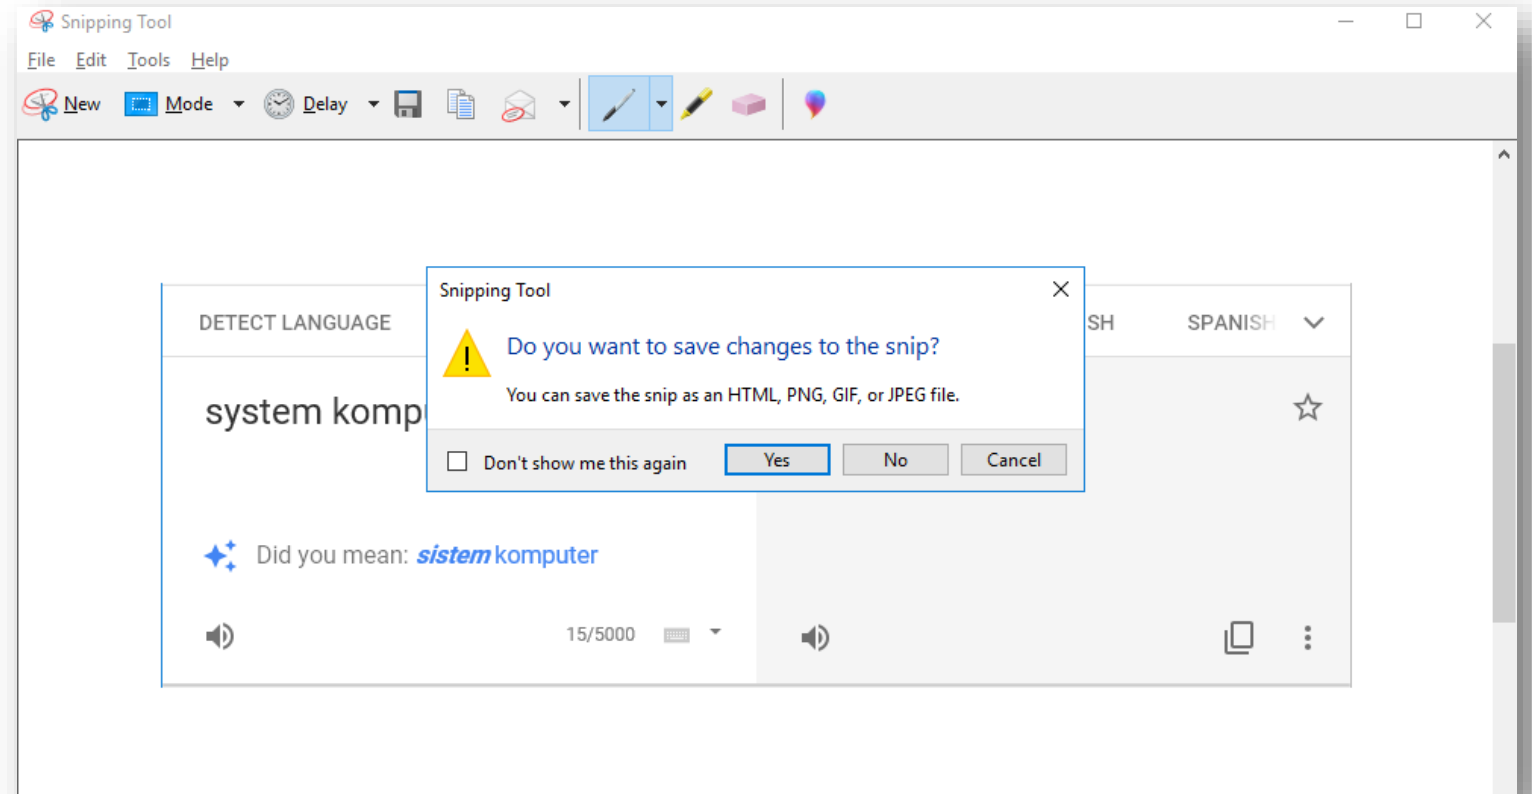 Snipping Tool
File Edit Tools Help
New Mode Delay
Snipping Tool
Do you want to save changes to the snip?
You can save the snip as an HTML, PNG, GIF, or JPEG file.
Don't show me this again Yes No Cancel
DETECT LANGUAGE SH SPANISH
system komp
Did you mean: sistem komputer
15/5000